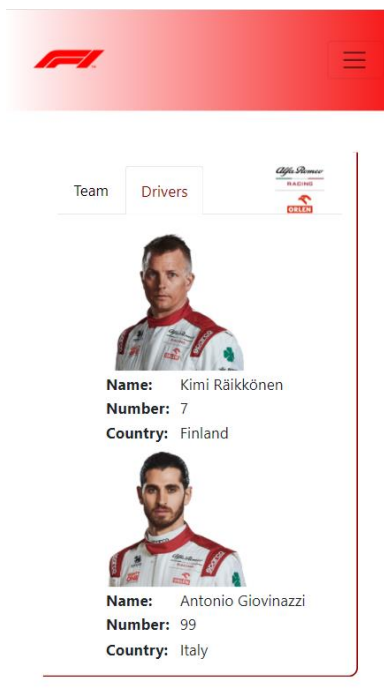 F1
Team Drivers
Alfa Romeo
RACING
ORLEN
Name: Kimi Räikkönen
Number: 7
Country: Finland
Name: Antonio Giovinazzi
Number: 99
Country: Italy